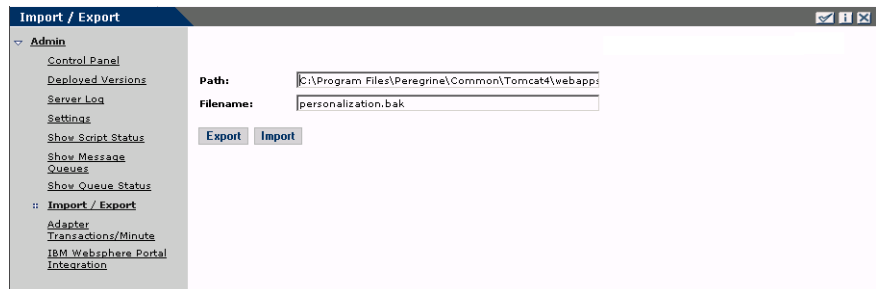 Import / Export
Admin
Control Panel
Deployed Versions
Server Log
Settings
Show Script Status
Show Message
Queues
Show Queue Status
Import / Export
Adapter
Transactions/Minute
IBM Websphere Portal
Integration
Path: C:\Program Files\Peregrine\Common\Tomcat4\webapps
Filename: personalization.bak
Export Import